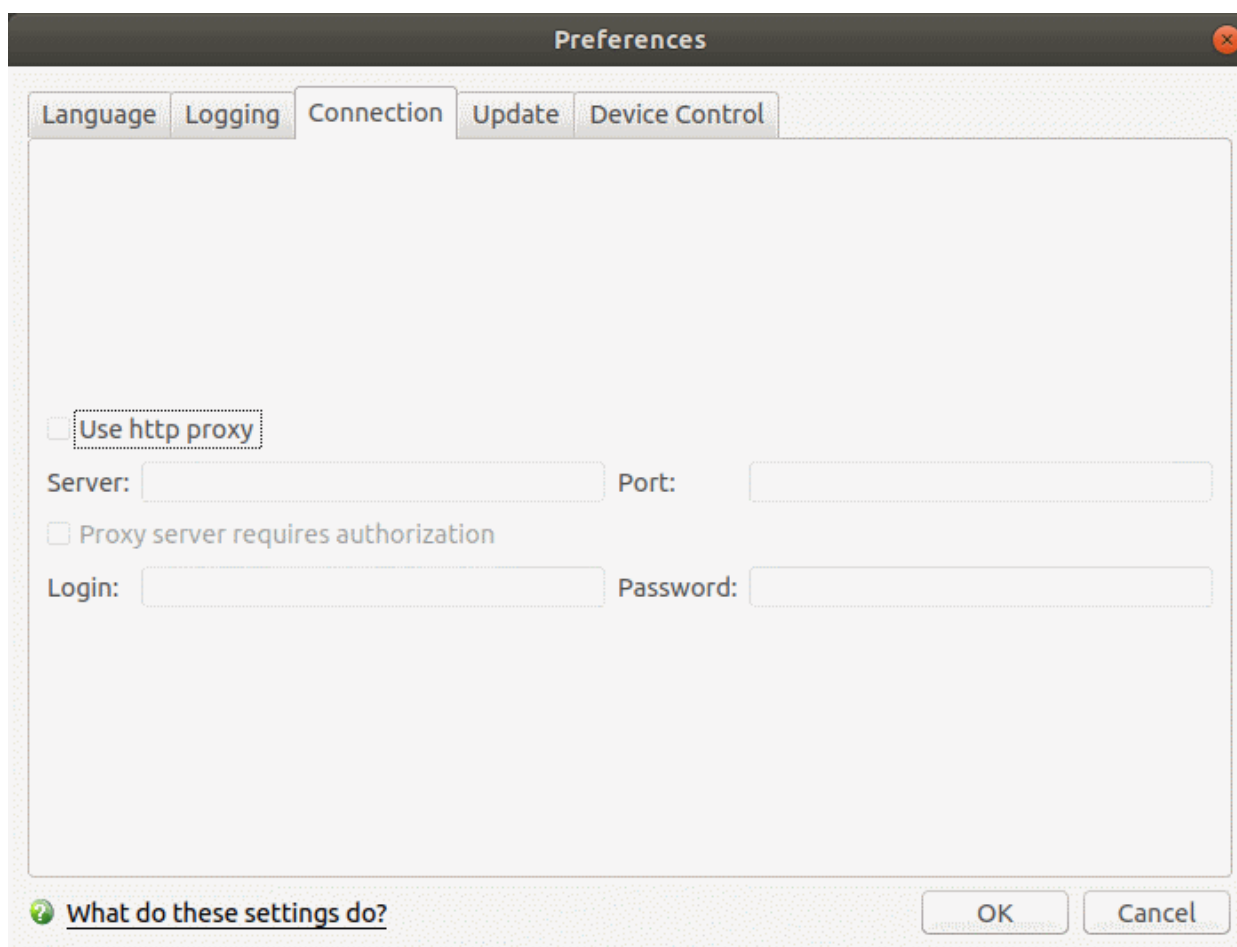 Preferences
Language Logging Connection Update Device Control
Use http proxy
Server: Port:
Proxy server requires authorization
Login: Password:
What do these settings do? OK Cancel